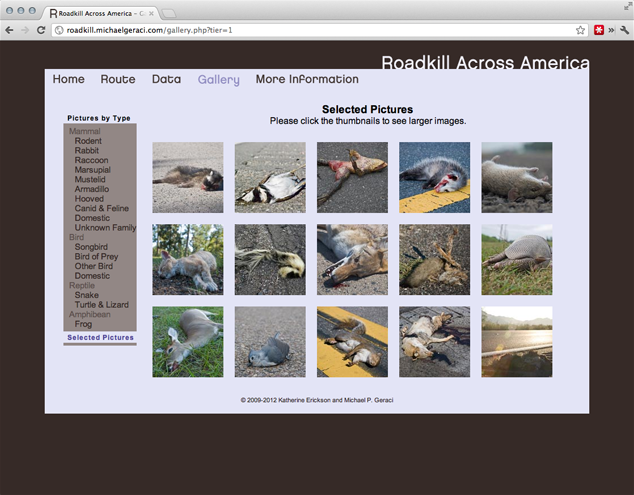 Roadkill Across America – G
roadkill.michaelgeraci.com/gallery.php?tier=1
Roadkill Across America
Home Route Data Gallery More Information
Pictures by Type
Mammal
Rodent
Rabbit
Raccoon
Marsupial
Mustelid
Armadillo
Hooved
Canid & Feline
Domestic
Unknown Family
Bird
Songbird
Bird of Prey
Other Bird
Domestic
Reptile
Snake
Turtle & Lizard
Amphibean
Frog
Selected Pictures
Selected Pictures
Please click the thumbnails to see larger images.
© 2009-2012 Katherine Erickson and Michael P. Geraci